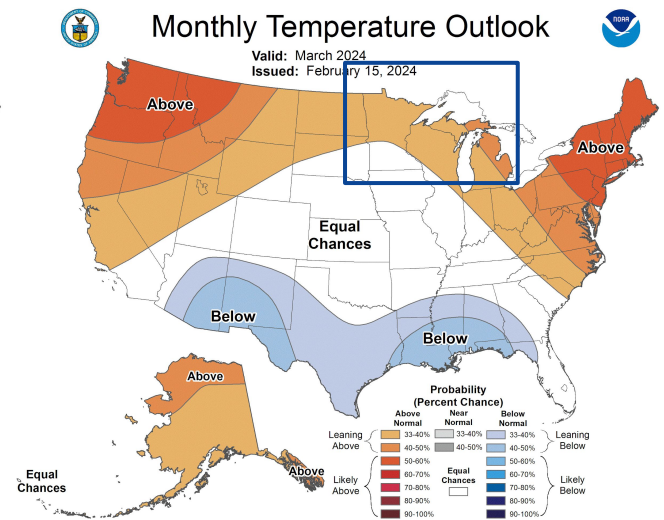 Monthly Temperature Outlook
Valid: March 2024
Issued: February 15, 2024
NOAA
Above
Above
Equal
Chances
Below
Below
Above
Above
Equal
Chances
Probability
(Percent Chance)
Above
Normal
Near
Normal
Below
Normal
Leaning
Above
33-40% 33-40% 33-40%
40-50% 40-50% 40-50%
Leaning
Below
Likely
Above
50-60% 50-60%
60-70% 60-70%
70-80% 70-80%
80-90% 80-90%
90-100% 90-100%
Equal
Chances
Likely
Below